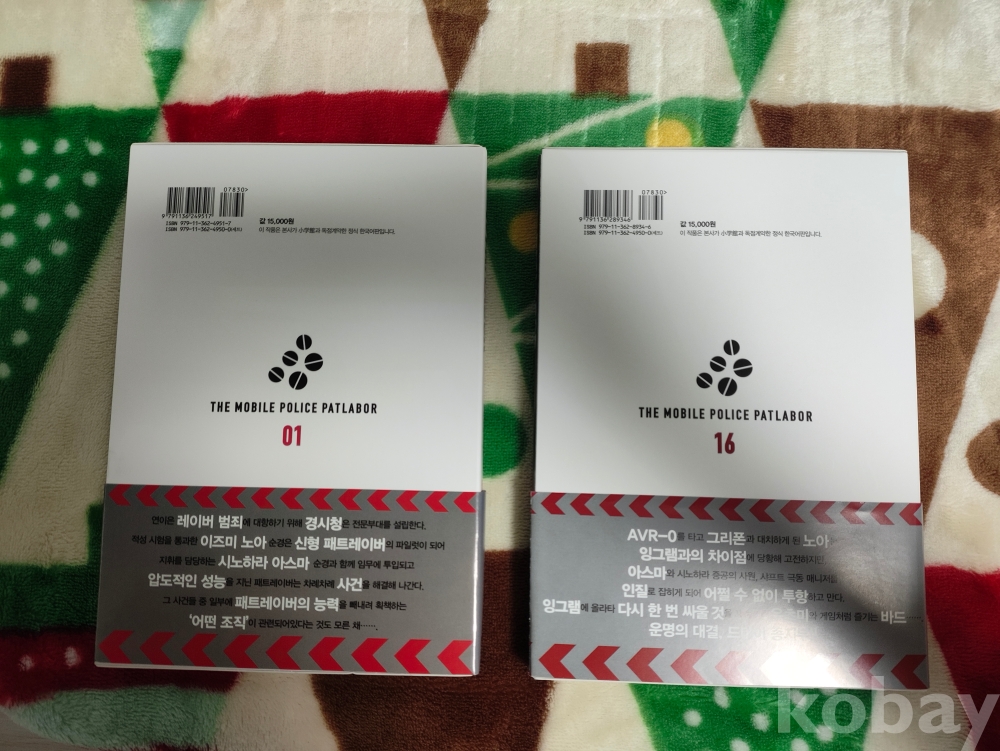 07830>
9 791136 249517
ISBN 979-11-362-4951-7
ISBN 979-11-362-4950-0(세트)
값 15,000원
이 작품은 본사가 小学館과 독점계약한 정식 한국어판입니다.
THE MOBILE POLICE PATLABOR
01
연이은 레이버 범죄에 대항하기 위해 경시청은 전문부대를 설립한다.
적성 시험을 통과한 이즈미 노아 순경은 신형 패트레이버의 파일럿이 되어
지휘를 담당하는 시노하라 아스마 순경과 함께 임무에 투입되고
압도적인 성능을 지닌 패트레이버는 차례차례 사건을 해결해 나간다.
그 사건들 중 일부에 패트레이버의 능력을 빼내려 획책하는
'어떤 조직'이 관련되어있다는 것도 모른 채…….
07830>
9 791136 289346
ISBN 979-11-362-8934-6
ISBN 979-11-362-4950-0(세트)
값 15,000원
이 작품은 본사가 小学館과 독점계약한 정식 한국어판입니다.
THE MOBILE POLICE PATLABOR
16
AVR-0를 타고 그리폰과 대치하게 된 노아
잉그램과의 차이점에 당황해 고전하지만
아스마와 시노하라 중공의 사원, 샤프트 극동 매니저
인질로 잡히게 되어 어쩔 수 없이 투항하고 만다.
잉그램에 올라타 다시 한 번 싸울 것을 게임처럼 즐기는 바드
운명의 대결,
kobay